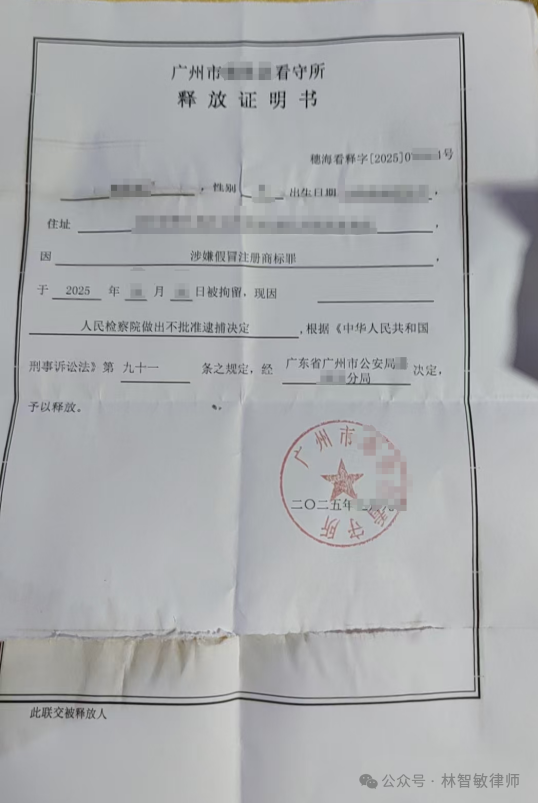 广州市 看守所
释放证明书
穗海看释字[2025]0 1号
,性别 ,出生日期 ,
住址 ,
因 涉嫌假冒注册商标罪 ,
于 2025 年 月 日被拘留,现因
人民检察院做出不批准逮捕决定 ,根据《中华人民共和国
刑事诉讼法》第 九十一 条之规定,经 广东省广州市公安局
分局 决定,
予以释放。
广州市
看守所
二〇二五年
此联交被释放人
公众号·林智敏律师